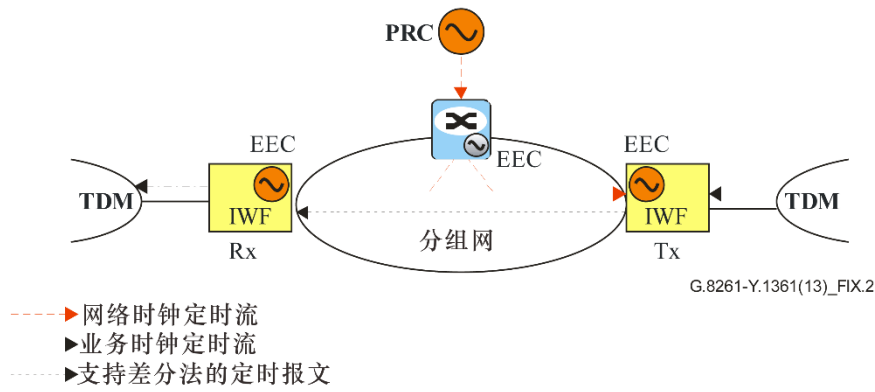 PRC
EEC
EEC
EEC
TDM
IWF
IWF
TDM
Rx
分组网
Tx
G.8261-Y.1361(13)_FIX.2
网络时钟定时流
业务时钟定时流
支持差分法的定时报文